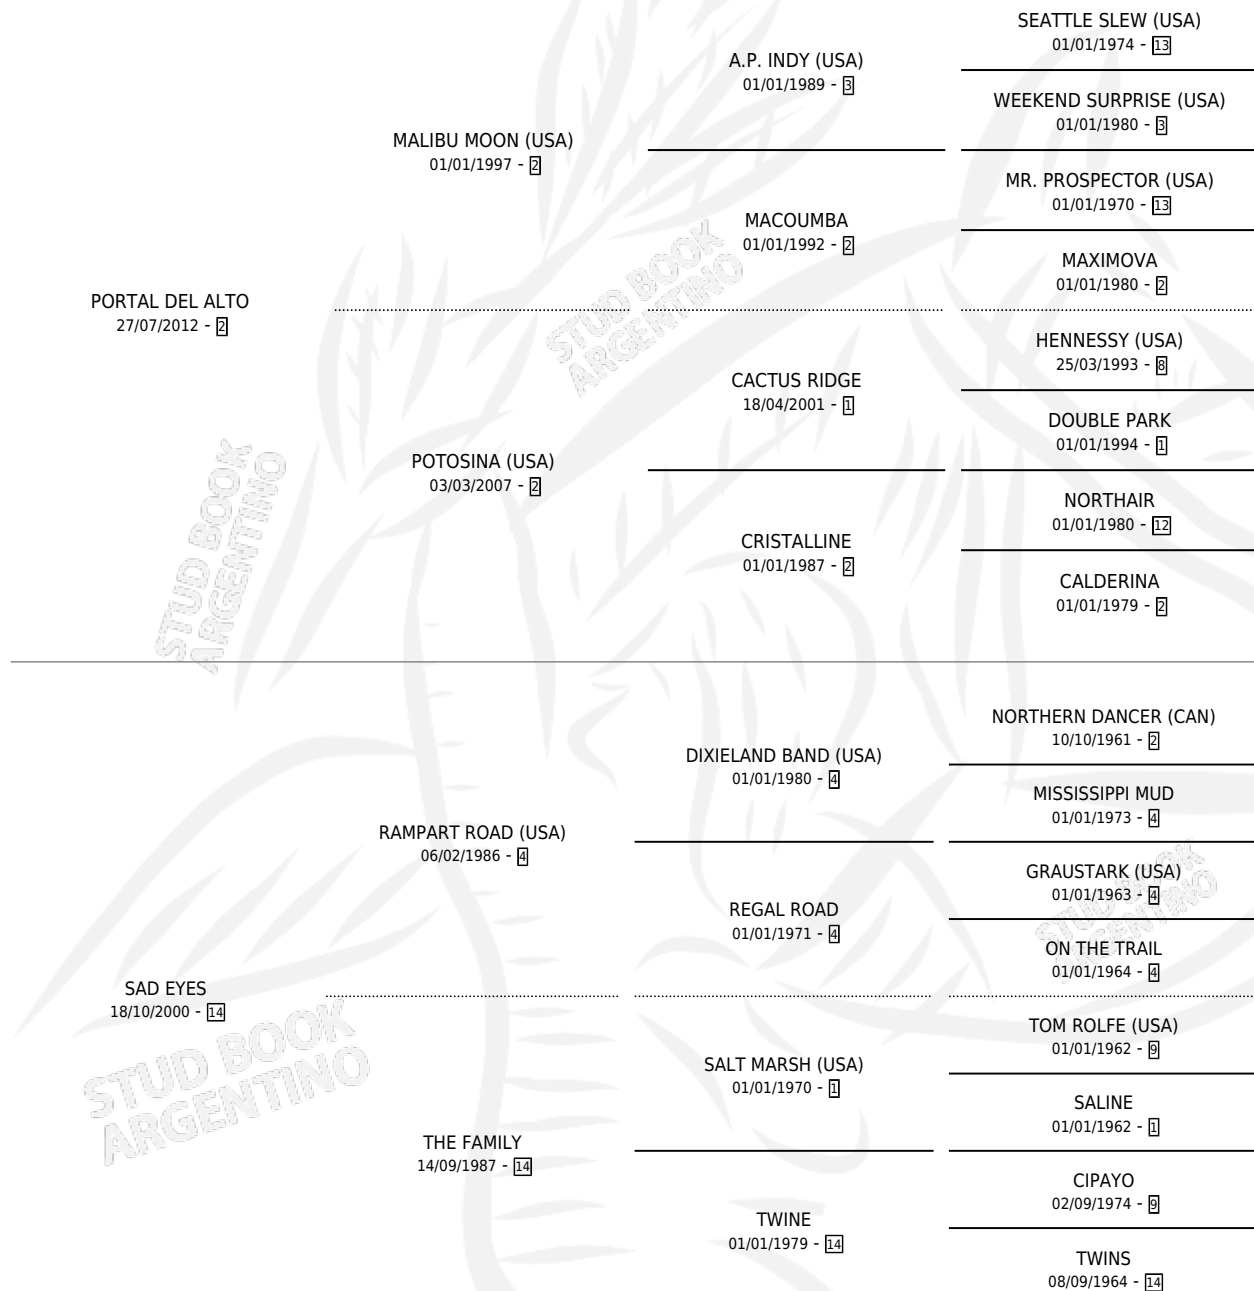 SEATTLE SLEW (USA)
01/01/1974 - 13
A.P. INDY (USA)
01/01/1989 - 3
WEEKEND SURPRISE (USA)
01/01/1980 - 3
MALIBU MOON (USA)
01/01/1997 - 2
MR. PROSPECTOR (USA)
01/01/1970 - 13
MACOUMBA
01/01/1992 - 2
MAXIMOVA
01/01/1980 - 2
PORTAL DEL ALTO
27/07/2012 - 2
HENNESSY (USA)
25/03/1993 - 8
CACTUS RIDGE
18/04/2001 - 1
DOUBLE PARK
01/01/1994 - 1
POTOSINA (USA)
03/03/2007 - 2
NORTHAIR
01/01/1980 - 12
CRISTALLINE
01/01/1987 - 2
CALDERINA
01/01/1979 - 2
STUD BOOK
ARGENTINO
STUD BOOK
ARGENTINO
NORTHERN DANCER (CAN)
10/10/1961 - 2
DIXIELAND BAND (USA)
01/01/1980 - 4
MISSISSIPPI MUD
01/01/1973 - 4
RAMPART ROAD (USA)
06/02/1986 - 4
GRAUSTARK (USA)
01/01/1963 - 4
REGAL ROAD
01/01/1971 - 4
ON THE TRAIL
01/01/1964 - 4
SAD EYES
18/10/2000 - 14
TOM ROLFE (USA)
01/01/1962 - 9
SALT MARSH (USA)
01/01/1970 - 1
SALINE
01/01/1962 - 1
THE FAMILY
14/09/1987 - 14
CIPAYO
02/09/1974 - 9
TWINE
01/01/1979 - 14
TWINS
08/09/1964 - 14
STUD BOOK
ARGENTINO
STUD BOOK
ARGENTINO